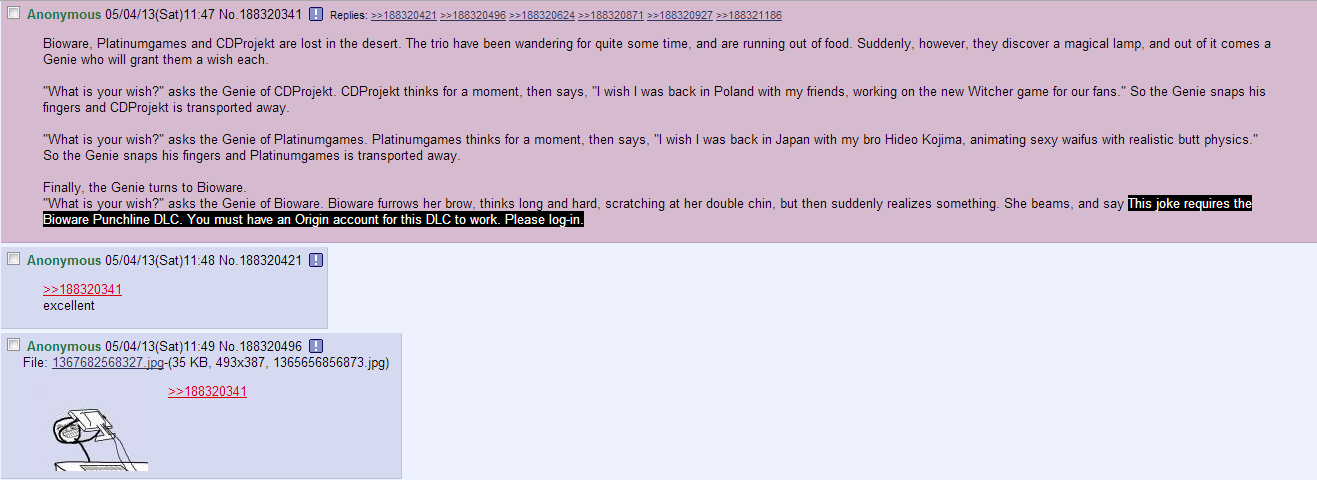 Anonymous 05/04/13(Sat)11:47 No.188320341 ! Replies: >>188320421 >>188320496 >>188320624 >>188320871 >>188320927 >>188321186
Bioware, Platinumgames and CDProjekt are lost in the desert. The trio have been wandering for quite some time, and are running out of food. Suddenly, however, they discover a magical lamp, and out of it comes a
Genie who will grant them a wish each.
"What is your wish?" asks the Genie of CDProjekt. CDProjekt thinks for a moment, then says, "I wish I was back in Poland with my friends, working on the new Witcher game for our fans." So the Genie snaps his
fingers and CDProjekt is transported away.
"What is your wish?" asks the Genie of Platinumgames. Platinumgames thinks for a moment, then says, "I wish I was back in Japan with my bro Hideo Kojima, animating sexy waifus with realistic butt physics."
So the Genie snaps his fingers and Platinumgames is transported away.
Finally, the Genie turns to Bioware.
"What is your wish?" asks the Genie of Bioware. Bioware furrows her brow, thinks long and hard, scratching at her double chin, but then suddenly realizes something. She beams, and say This joke requires the
Bioware Punchline DLC. You must have an Origin account for this DLC to work. Please log-in.
Anonymous 05/04/13(Sat)11:48 No.188320421 !
>>188320341
excellent
Anonymous 05/04/13(Sat)11:49 No.188320496 !
File: 1367682568327.jpg-(35 KB, 493x387, 1365656856873.jpg)
>>188320341